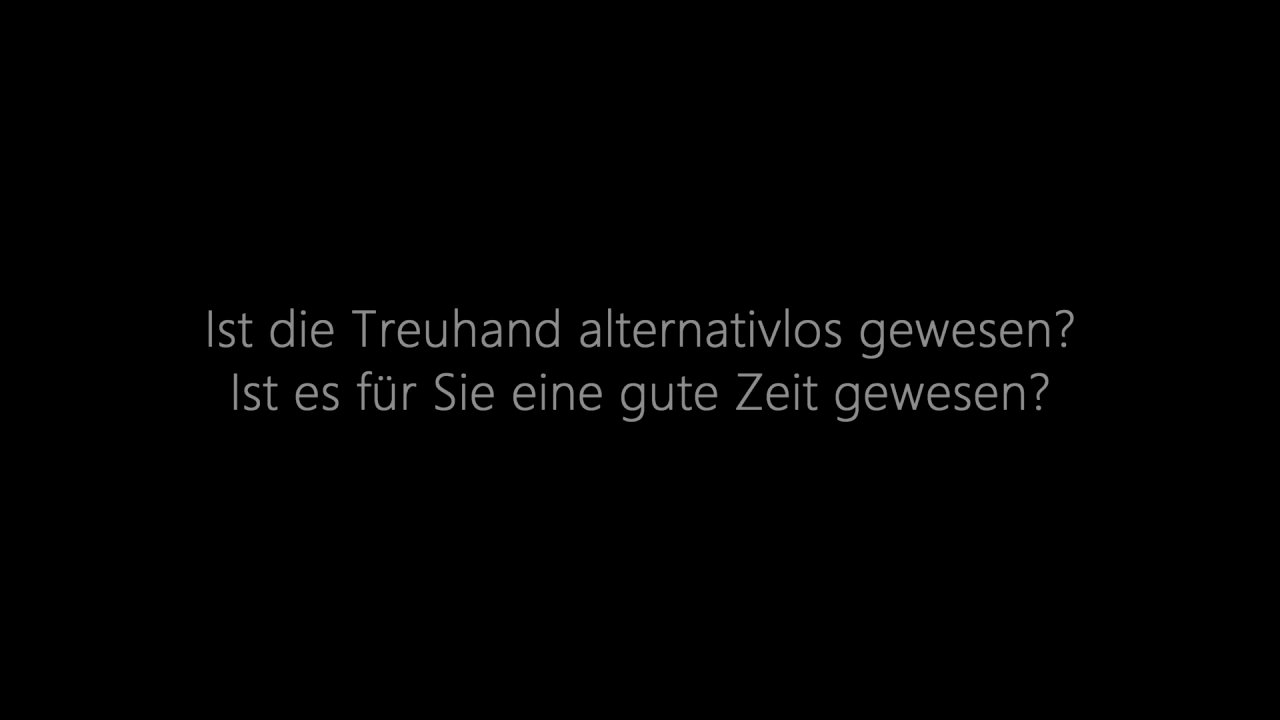 Ist die Treuhand alternativlos gewesen?
Ist es für Sie eine gute Zeit gewesen?